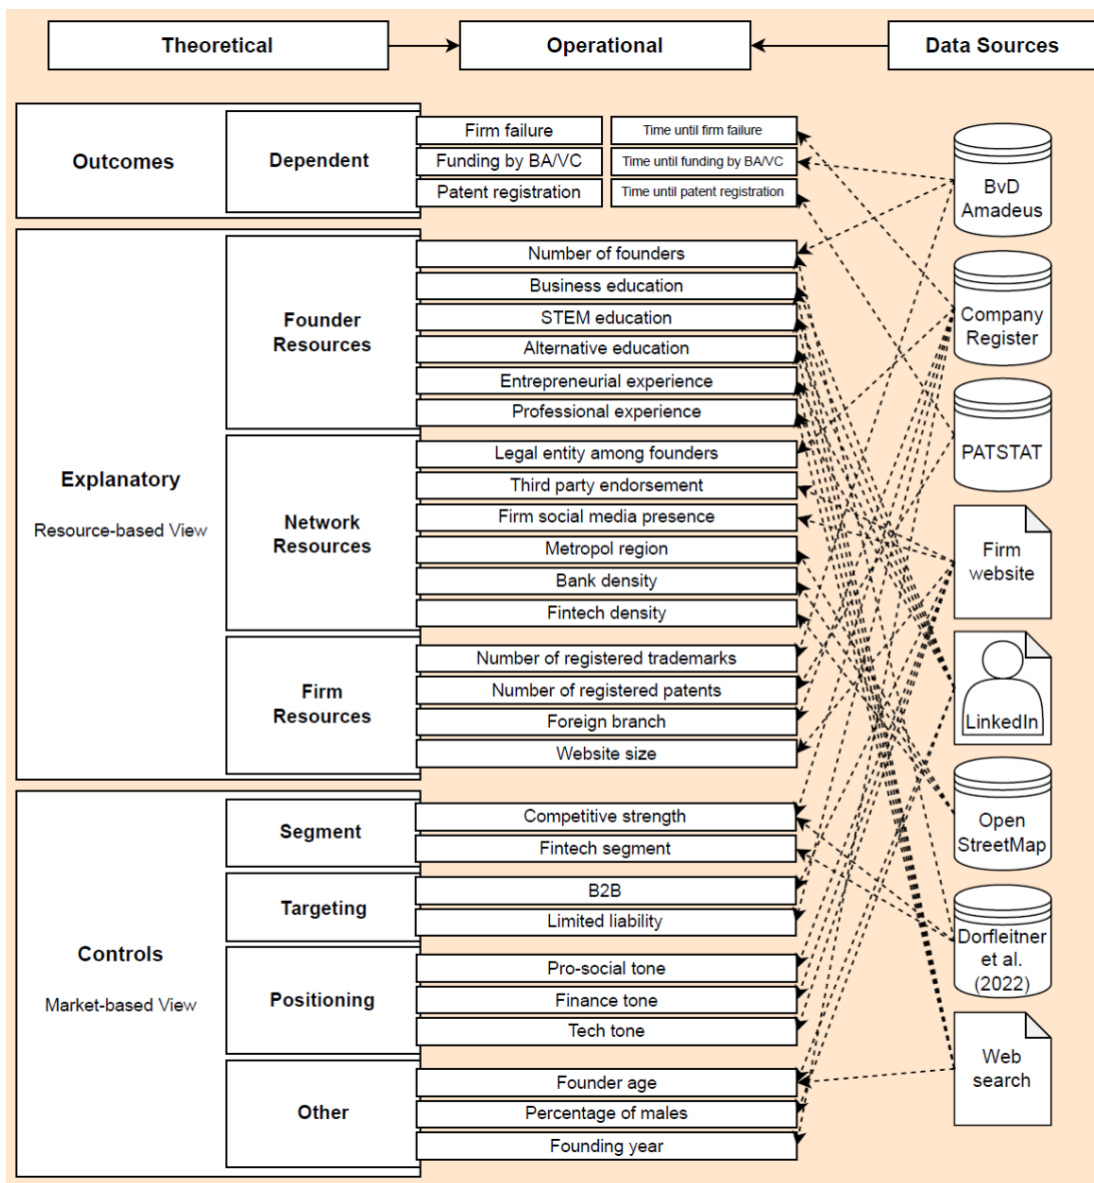 Theoretical
Operational
Data Sources
Outcomes
Dependent
Firm failure
Time until firm failure
Funding by BA/VC
Time until funding by BA/VC
Patent registration
Time until patent registration
Explanatory
Resource-based View
Founder
Resources
Number of founders
Business education
STEM education
Alternative education
Entrepreneurial experience
Professional experience
Network
Resources
Legal entity among founders
Third party endorsement
Firm social media presence
Metropol region
Bank density
Fintech density
Firm
Resources
Number of registered trademarks
Number of registered patents
Foreign branch
Website size
Controls
Market-based View
Segment
Competitive strength
Fintech segment
Targeting
B2B
Limited liability
Positioning
Pro-social tone
Finance tone
Tech tone
Other
Founder age
Percentage of males
Founding year
BvD
Amadeus
Company
Register
PATSTAT
Firm
website
LinkedIn
Open
StreetMap
Dorfleitner
et al.
(2022)
Web
search